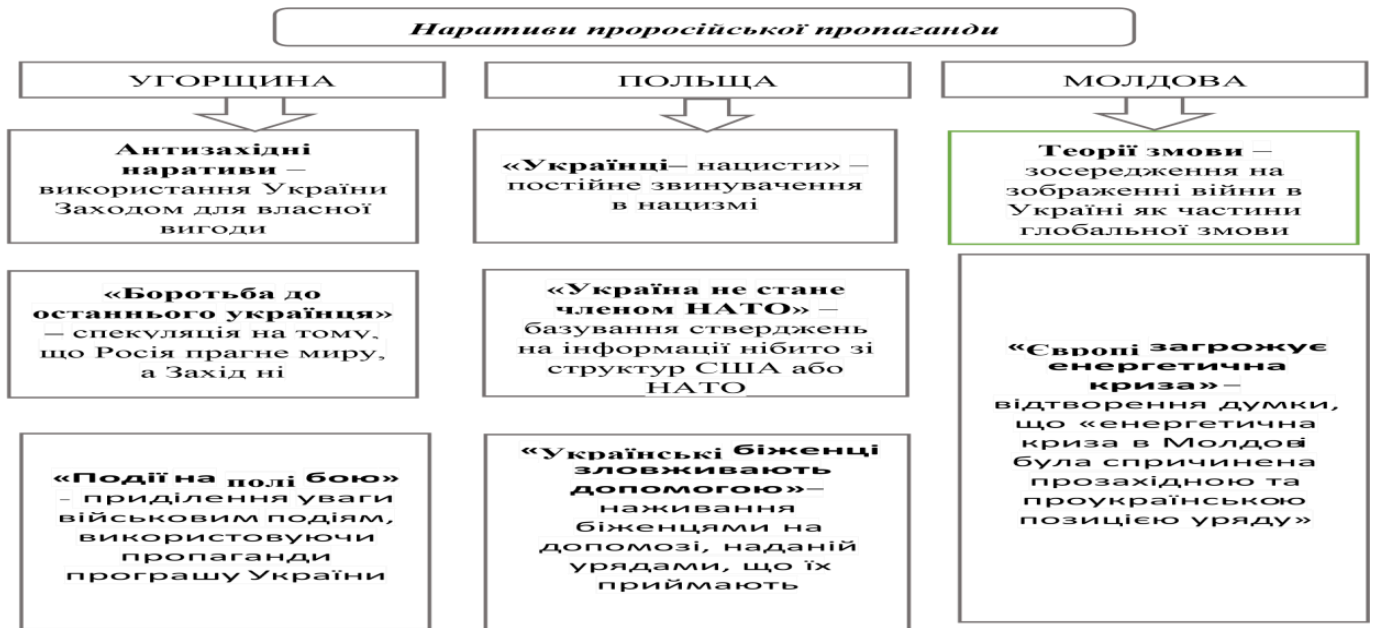 Наративи проросійської пропаганди
УГОРЩИНА
Антизахідні
наративи –
використання України
Заходом для власної
вигоди
«Боротьба до
останнього українця»
– спекуляція на тому,
що Росія прагне миру,
а Захід ні
«Події на полі бою»
- приділення уваги
військовим подіям,
використовуючи
пропаганди
програшу України
ПОЛЬЩА
«Українці– нацисти» –
постійне звинувачення
в нацизмі
«Україна не стане
членом НАТО» –
базування стверджень
на інформації нібито зі
структур США або
НАТО
«Українські біженці
зловживають
допомогою»–
наживання
біженцями на
допомозі, наданій
урядами, що їх
приймають
МОЛДОВА
Теорії змови –
зосередження на
зображенні війни в
Україні як частини
глобальної змови
«Європі загрожує
енергетична
криза» –
відтворення думки,
що «енергетична
криза в Молдові
була спричинена
прозахідною та
проукраїнською
позицією уряду»